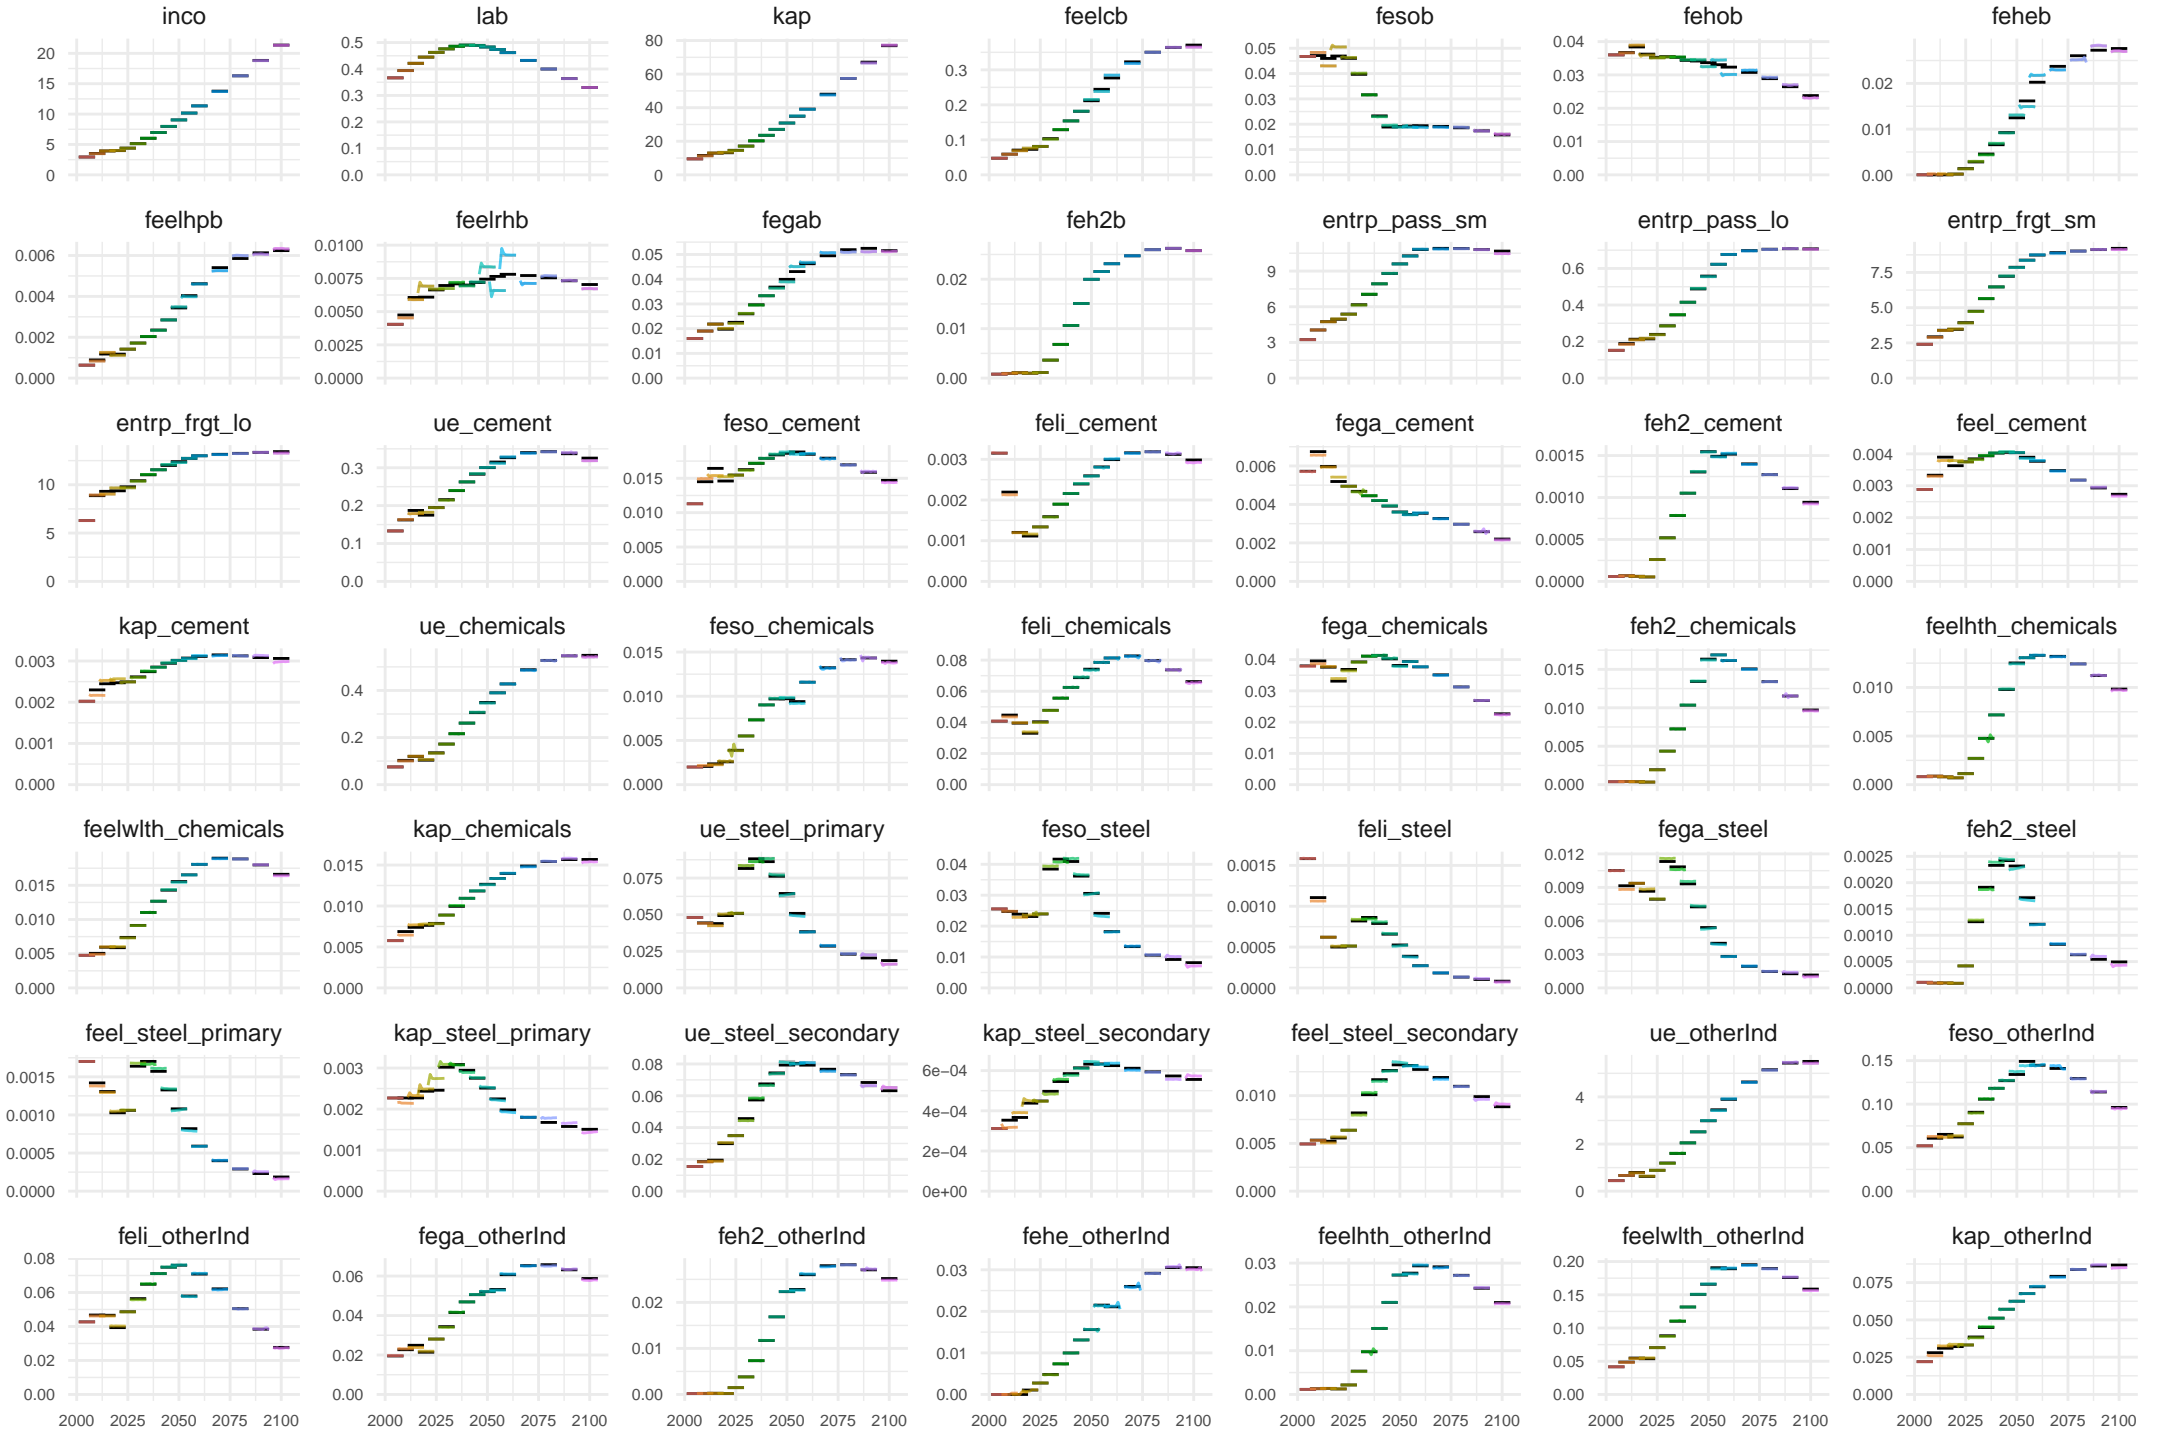 inco lab kap feelcb fesob fehob feheb
20 15 10 5 0
0.5 0.4 0.3 0.2 0.1 0.0
80 60 40 20 0
0.3 0.2 0.1 0.0
0.05 0.04 0.03 0.02 0.01 0.00
0.04 0.03 0.02 0.01 0.00
0.02 0.01 0.00
feelhpb feelrhb fegab feh2b entrp_pass_sm entrp_pass_lo entrp_frgt_sm
0.006 0.004 0.002 0.000
0.0100 0.0075 0.0050 0.0025 0.0000
0.05 0.04 0.03 0.02 0.01 0.00
0.02 0.01 0.00
9 6 3 0
0.6 0.4 0.2 0.0
7.5 5.0 2.5 0.0
entrp_frgt_lo ue_cement feso_cement feli_cement fega_cement feh2_cement feel_cement
10 5 0
0.3 0.2 0.1 0.0
0.015 0.010 0.005 0.000
0.003 0.002 0.001 0.000
0.006 0.004 0.002 0.000
0.0015 0.0010 0.0005 0.0000
0.004 0.003 0.002 0.001 0.000
kap_cement ue_chemicals feso_chemicals feli_chemicals fega_chemicals feh2_chemicals feelhth_chemicals
0.003 0.002 0.001 0.000
0.4 0.2 0.0
0.015 0.010 0.005 0.000
0.08 0.06 0.04 0.02 0.00
0.04 0.03 0.02 0.01 0.00
0.015 0.010 0.005 0.000
0.010 0.005 0.000
feelwlth_chemicals kap_chemicals ue_steel_primary feso_steel feli_steel fega_steel feh2_steel
0.015 0.010 0.005 0.000
0.015 0.010 0.005 0.000
0.075 0.050 0.025 0.000
0.04 0.03 0.02 0.01 0.00
0.0015 0.0010 0.0005 0.0000
0.012 0.009 0.006 0.003 0.000
0.0025 0.0020 0.0015 0.0010 0.0005 0.0000
feel_steel_primary kap_steel_primary ue_steel_secondary kap_steel_secondary feel_steel_secondary ue_otherInd feso_otherInd
0.0015 0.0010 0.0005 0.0000
0.003 0.002 0.001 0.000
0.08 0.06 0.04 0.02 0.00
6e−04 4e−04 2e−04 0e+00
0.010 0.005 0.000
4 2 0
0.15 0.10 0.05 0.00
feli_otherInd fega_otherInd feh2_otherInd fehe_otherInd feelhth_otherInd feelwlth_otherInd kap_otherInd
0.08 0.06 0.04 0.02 0.00
0.06 0.04 0.02 0.00
0.02 0.01 0.00
0.03 0.02 0.01 0.00
0.03 0.02 0.01 0.00
0.20 0.15 0.10 0.05 0.00
0.075 0.050 0.025 0.000
2000 2025 2050 2075 2100 2000 2025 2050 2075 2100 2000 2025 2050 2075 2100 2000 2025 2050 2075 2100 2000 2025 2050 2075 2100 2000 2025 2050 2075 2100 2000 2025 2050 2075 2100